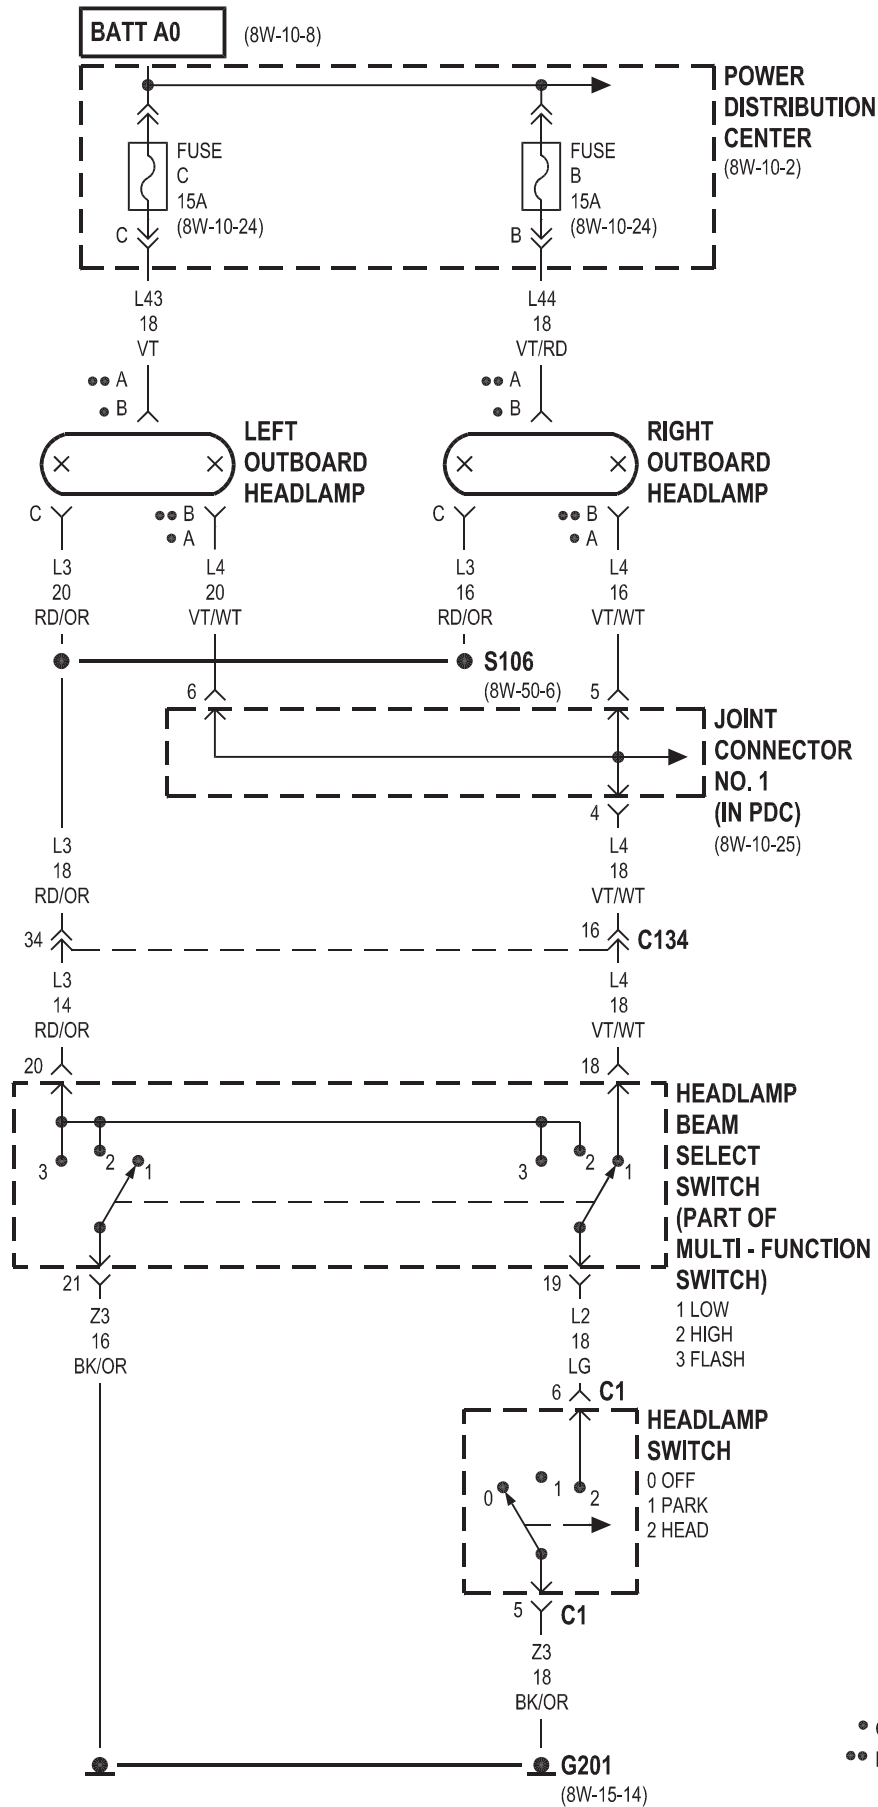 BATT A0
(8W-10-8)
POWER
DISTRIBUTION
CENTER
(8W-10-2)
FUSE
C
15A
(8W-10-24)
C
FUSE
B
15A
(8W-10-24)
B
L43
18
VT
L44
18
VT/RD
•• A
• B
•• A
• B
LEFT
OUTBOARD
HEADLAMP
RIGHT
OUTBOARD
HEADLAMP
C
•• B
• A
C
•• B
• A
L3
20
RD/OR
L4
20
VT/WT
L3
16
RD/OR
L4
16
VT/WT
S106
(8W-50-6)
6
5
JOINT
CONNECTOR
NO. 1
(IN PDC)
(8W-10-25)
4
L3
18
RD/OR
L4
18
VT/WT
34
16
C134
L3
14
RD/OR
L4
18
VT/WT
20
18
HEADLAMP
BEAM
SELECT
SWITCH
(PART OF
MULTI - FUNCTION
SWITCH)
1 LOW
2 HIGH
3 FLASH
3
2
1
3
2
1
21
19
Z3
16
BK/OR
L2
18
LG
6
C1
HEADLAMP
SWITCH
0 OFF
1 PARK
2 HEAD
0
1
2
5
C1
Z3
18
BK/OR
G201
(8W-15-14)